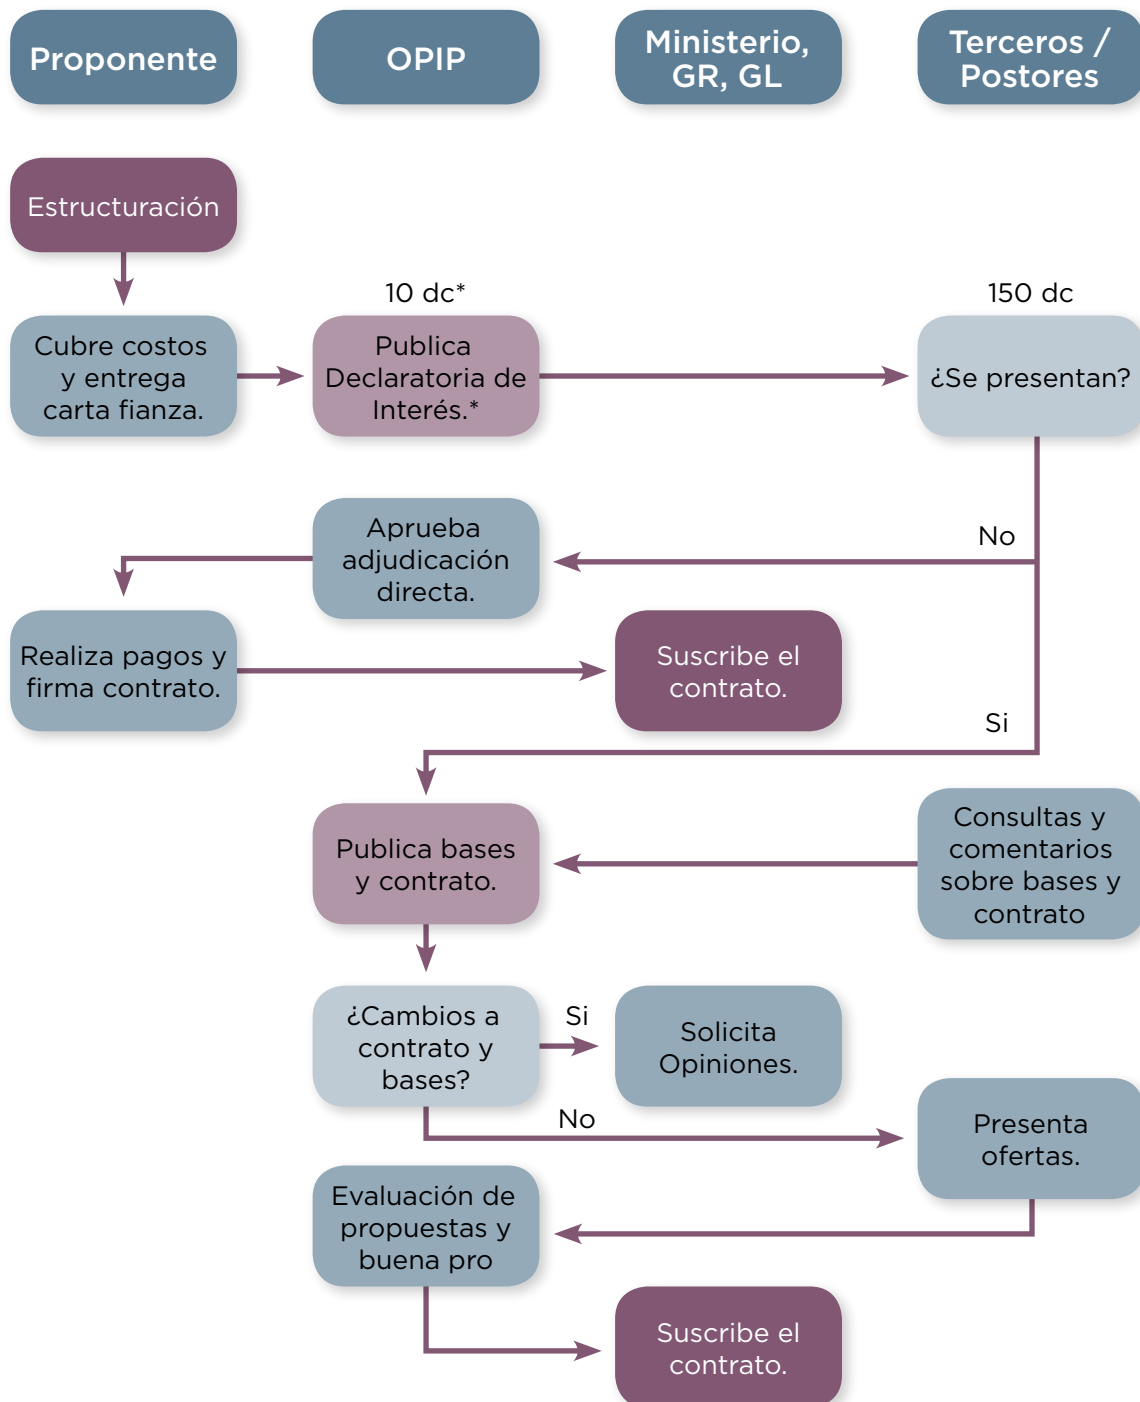 Proponente
OPIP
Ministerio,
GR, GL
Terceros /
Postores
Estructuración
10 dc*
150 dc
Cubre costos
y entrega
carta fianza.
Publica
Declaratoria de
Interés.*
¿Se presentan?
No
Aprueba
adjudicación
directa.
Realiza pagos y
firma contrato.
Suscribe el
contrato.
Si
Publica bases
y contrato.
Consultas y
comentarios
sobre bases y
contrato
¿Cambios a
contrato y
bases?
Si
Solicita
Opiniones.
No
Presenta
ofertas.
Evaluación de
propuestas y
buena pro
Suscribe el
contrato.